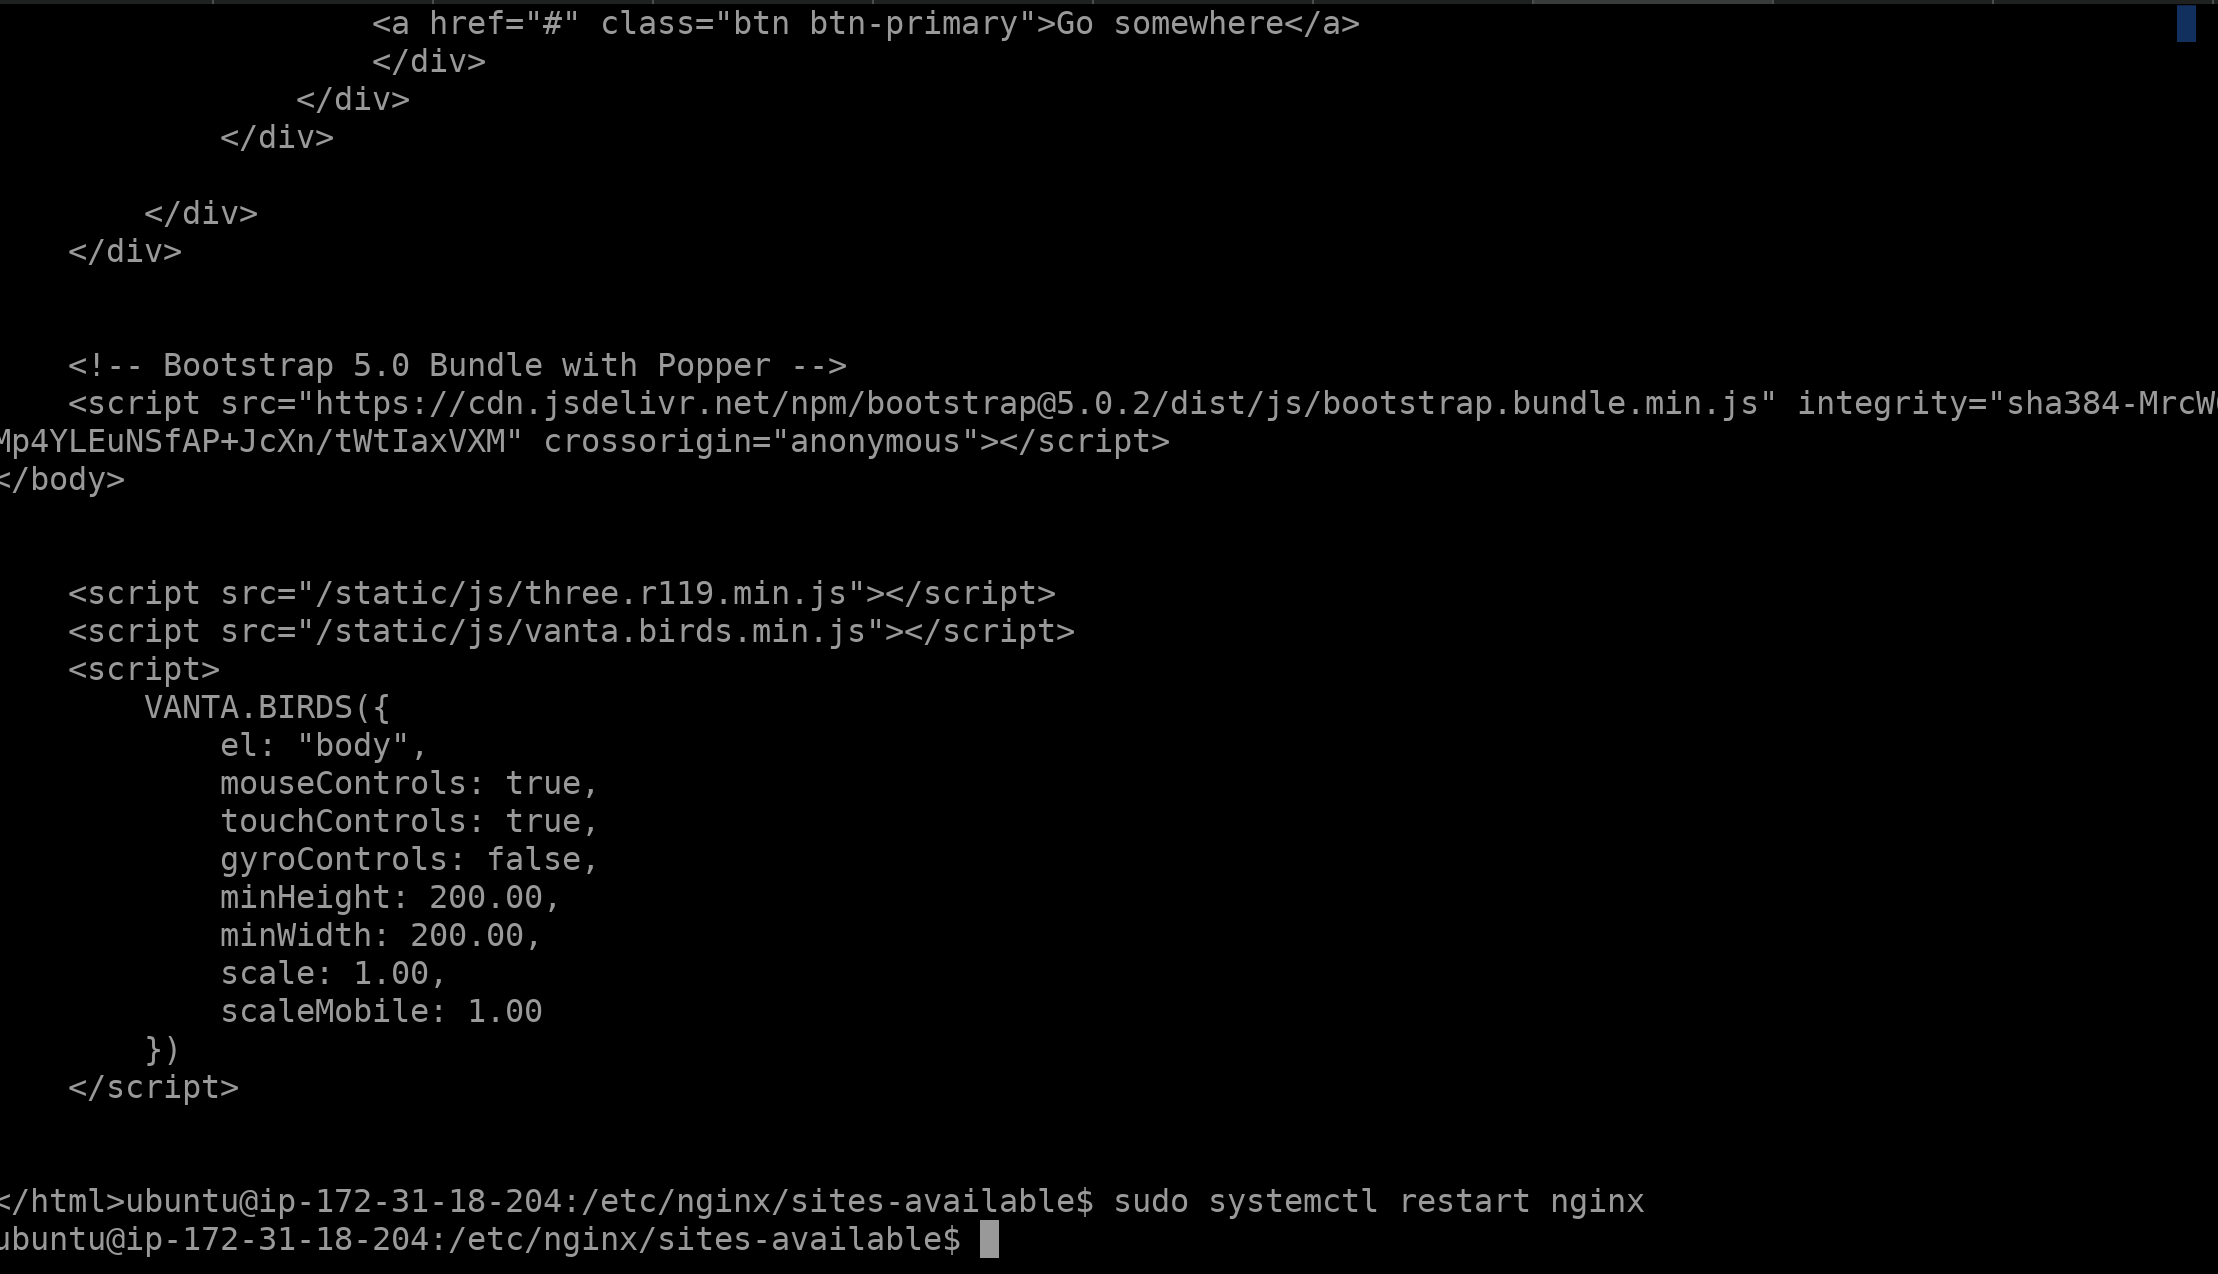 <a href="#" class="btn btn-primary">Go somewhere</a>
</div>
</div>
</div>
</div>
</div>
<!-- Bootstrap 5.0 Bundle with Popper -->
<script src="https://cdn.jsdelivr.net/npm/bootstrap@5.0.2/dist/js/bootstrap.bundle.min.js" integrity="sha384-MrcW
Mp4YLEuNSfAP+JcXn/tWtIaxVXM" crossorigin="anonymous"></script>
</body>
<script src="/static/js/three.r119.min.js"></script>
<script src="/static/js/vanta.birds.min.js"></script>
<script>
VANTA.BIRDS({
el: "body",
mouseControls: true,
touchControls: true,
gyroControls: false,
minHeight: 200.00,
minWidth: 200.00,
scale: 1.00,
scaleMobile: 1.00
})
</script>
</html>ubuntu@ip-172-31-18-204:/etc/nginx/sites-available$ sudo systemctl restart nginx
ubuntu@ip-172-31-18-204:/etc/nginx/sites-available$